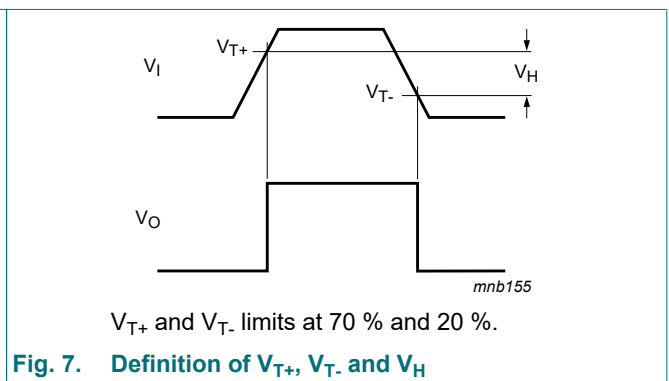 VT+
VI
VH
VT-
VO
mnb155
VT+ and VT- limits at 70 % and 20 %.
Fig. 7. Definition of VT+, VT- and VH